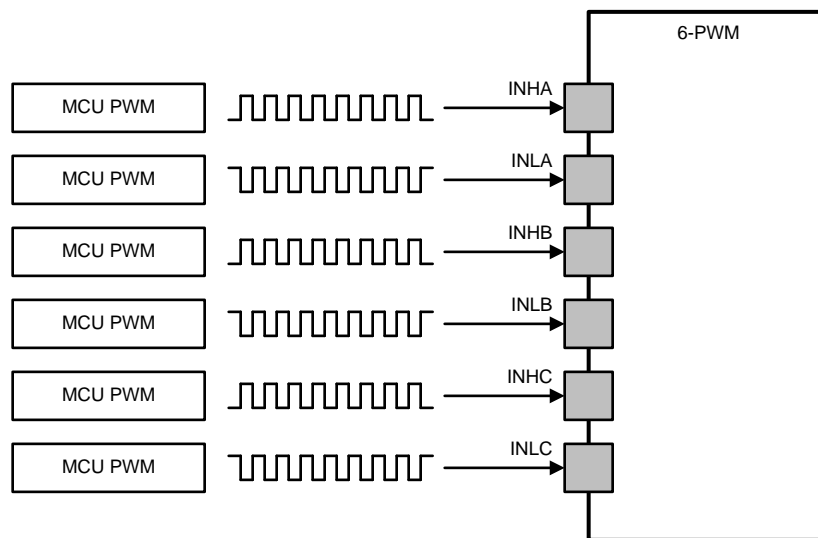 6-PWM
MCU PWM
INHA
MCU PWM
INLA
MCU PWM
INHB
MCU PWM
INLB
MCU PWM
INHC
MCU PWM
INLC